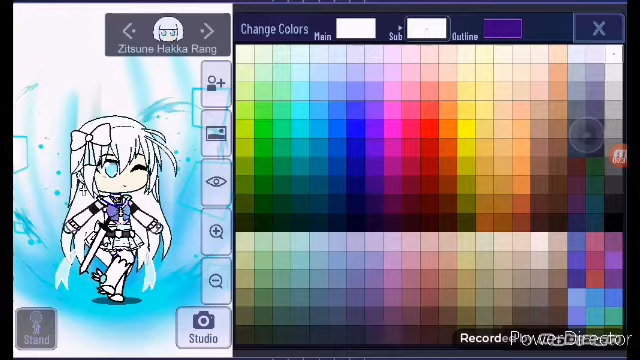 Zitsune Hakka Rang
Change Colors
Main
Sub
Outline
X
Stand
Studio
Recorded by
PowerDirector